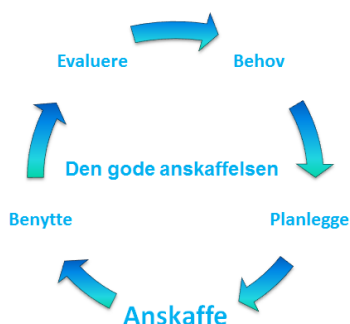 Evaluere
Behov
Den gode anskaffelsen
Benytte
Planlegge
Anskaffe